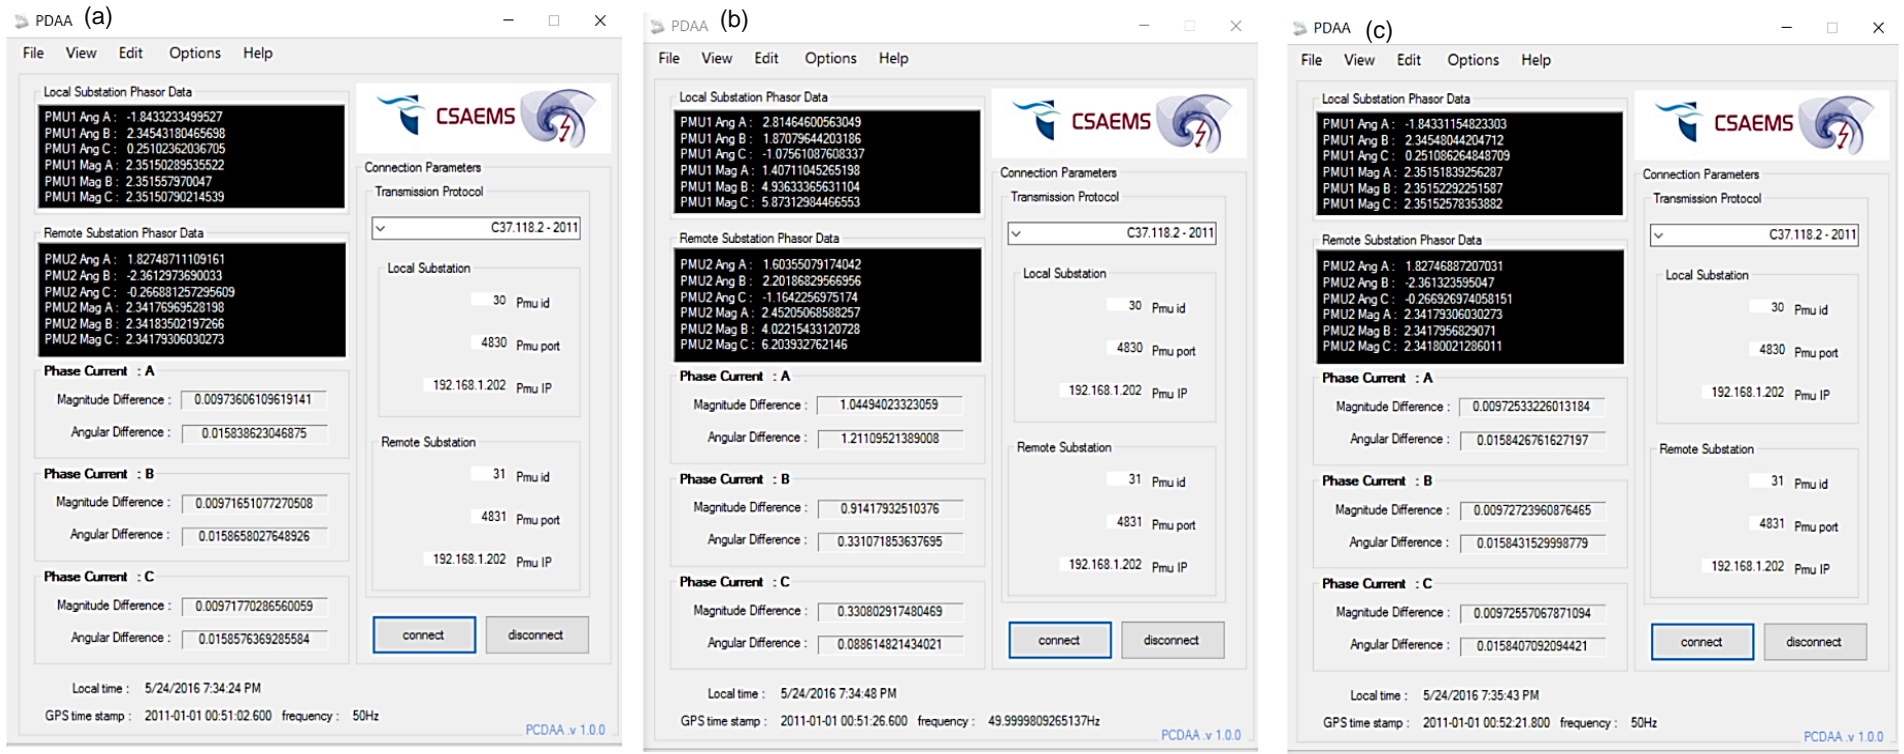 PDAA (a)
File View Edit Options Help
Local Substation Phasor Data
PMU1 Ang A : -1.8433233499527
PMU1 Ang B : 2.34543180465698
PMU1 Ang C : 0.25102362036705
PMU1 Mag A : 2.35150289535522
PMU1 Mag B : 2.351557970047
PMU1 Mag C : 2.35150790214539
Remote Substation Phasor Data
PMU2 Ang A : 1.82748711109161
PMU2 Ang B : -2.3612973690033
PMU2 Ang C : -0.266881257295609
PMU2 Mag A : 2.34176969528198
PMU2 Mag B : 2.34183502197266
PMU2 Mag C : 2.34179306030273
Phase Current : A
Magnitude Difference : 0.00973606109619141
Angular Difference : 0.015838623046875
Phase Current : B
Magnitude Difference : 0.00971651077270508
Angular Difference : 0.0158658027648926
Phase Current : C
Magnitude Difference : 0.00971770286560059
Angular Difference : 0.0158576369285584
CSAEMS
Connection Parameters
Transmission Protocol
C37.118.2 - 2011
Local Substation
30 Pmu id
4830 Pmu port
192.168.1.202 Pmu IP
Remote Substation
31 Pmu id
4831 Pmu port
192.168.1.202 Pmu IP
connect disconnect
Local time : 5/24/2016 7:34:24 PM
GPS time stamp : 2011-01-01 00:51:02.600 frequency : 50Hz
PCDAA .v 1.0.0
PDAA (b)
File View Edit Options Help
Local Substation Phasor Data
PMU1 Ang A : 2.81464600563049
PMU1 Ang B : 1.87079644203186
PMU1 Ang C : -1.07561087608337
PMU1 Mag A : 1.40711045265198
PMU1 Mag B : 4.93633365631104
PMU1 Mag C : 5.87312984466553
Remote Substation Phasor Data
PMU2 Ang A : 1.60355079174042
PMU2 Ang B : 2.20186829566956
PMU2 Ang C : -1.1642256975174
PMU2 Mag A : 2.45205068588257
PMU2 Mag B : 4.02215433120728
PMU2 Mag C : 6.203932762146
Phase Current : A
Magnitude Difference : 1.04494023323059
Angular Difference : 1.21109521389008
Phase Current : B
Magnitude Difference : 0.91417932510376
Angular Difference : 0.331071853637695
Phase Current : C
Magnitude Difference : 0.330802917480469
Angular Difference : 0.088614821434021
CSAEMS
Connection Parameters
Transmission Protocol
C37.118.2 - 2011
Local Substation
30 Pmu id
4830 Pmu port
192.168.1.202 Pmu IP
Remote Substation
31 Pmu id
4831 Pmu port
192.168.1.202 Pmu IP
connect disconnect
Local time : 5/24/2016 7:34:48 PM
GPS time stamp : 2011-01-01 00:51:26.600 frequency : 49.9999809265137Hz
PCDAA .v 1.0.0
PDAA (c)
File View Edit Options Help
Local Substation Phasor Data
PMU1 Ang A : -1.84331154823303
PMU1 Ang B : 2.34548044204712
PMU1 Ang C : 0.251086264848709
PMU1 Mag A : 2.35151839256287
PMU1 Mag B : 2.35152292251587
PMU1 Mag C : 2.35152578353882
Remote Substation Phasor Data
PMU2 Ang A : 1.82746887207031
PMU2 Ang B : -2.361323595047
PMU2 Ang C : -0.266926974058151
PMU2 Mag A : 2.34179306030273
PMU2 Mag B : 2.3417956829071
PMU2 Mag C : 2.34180021286011
Phase Current : A
Magnitude Difference : 0.00972533226013184
Angular Difference : 0.0158426761627197
Phase Current : B
Magnitude Difference : 0.00972723960876465
Angular Difference : 0.0158431529998779
Phase Current : C
Magnitude Difference : 0.00972557067871094
Angular Difference : 0.0158407092094421
CSAEMS
Connection Parameters
Transmission Protocol
C37.118.2 - 2011
Local Substation
30 Pmu id
4830 Pmu port
192.168.1.202 Pmu IP
Remote Substation
31 Pmu id
4831 Pmu port
192.168.1.202 Pmu IP
connect disconnect
Local time : 5/24/2016 7:35:43 PM
GPS time stamp : 2011-01-01 00:52:21.800 frequency : 50Hz
PCDAA .v 1.0.0